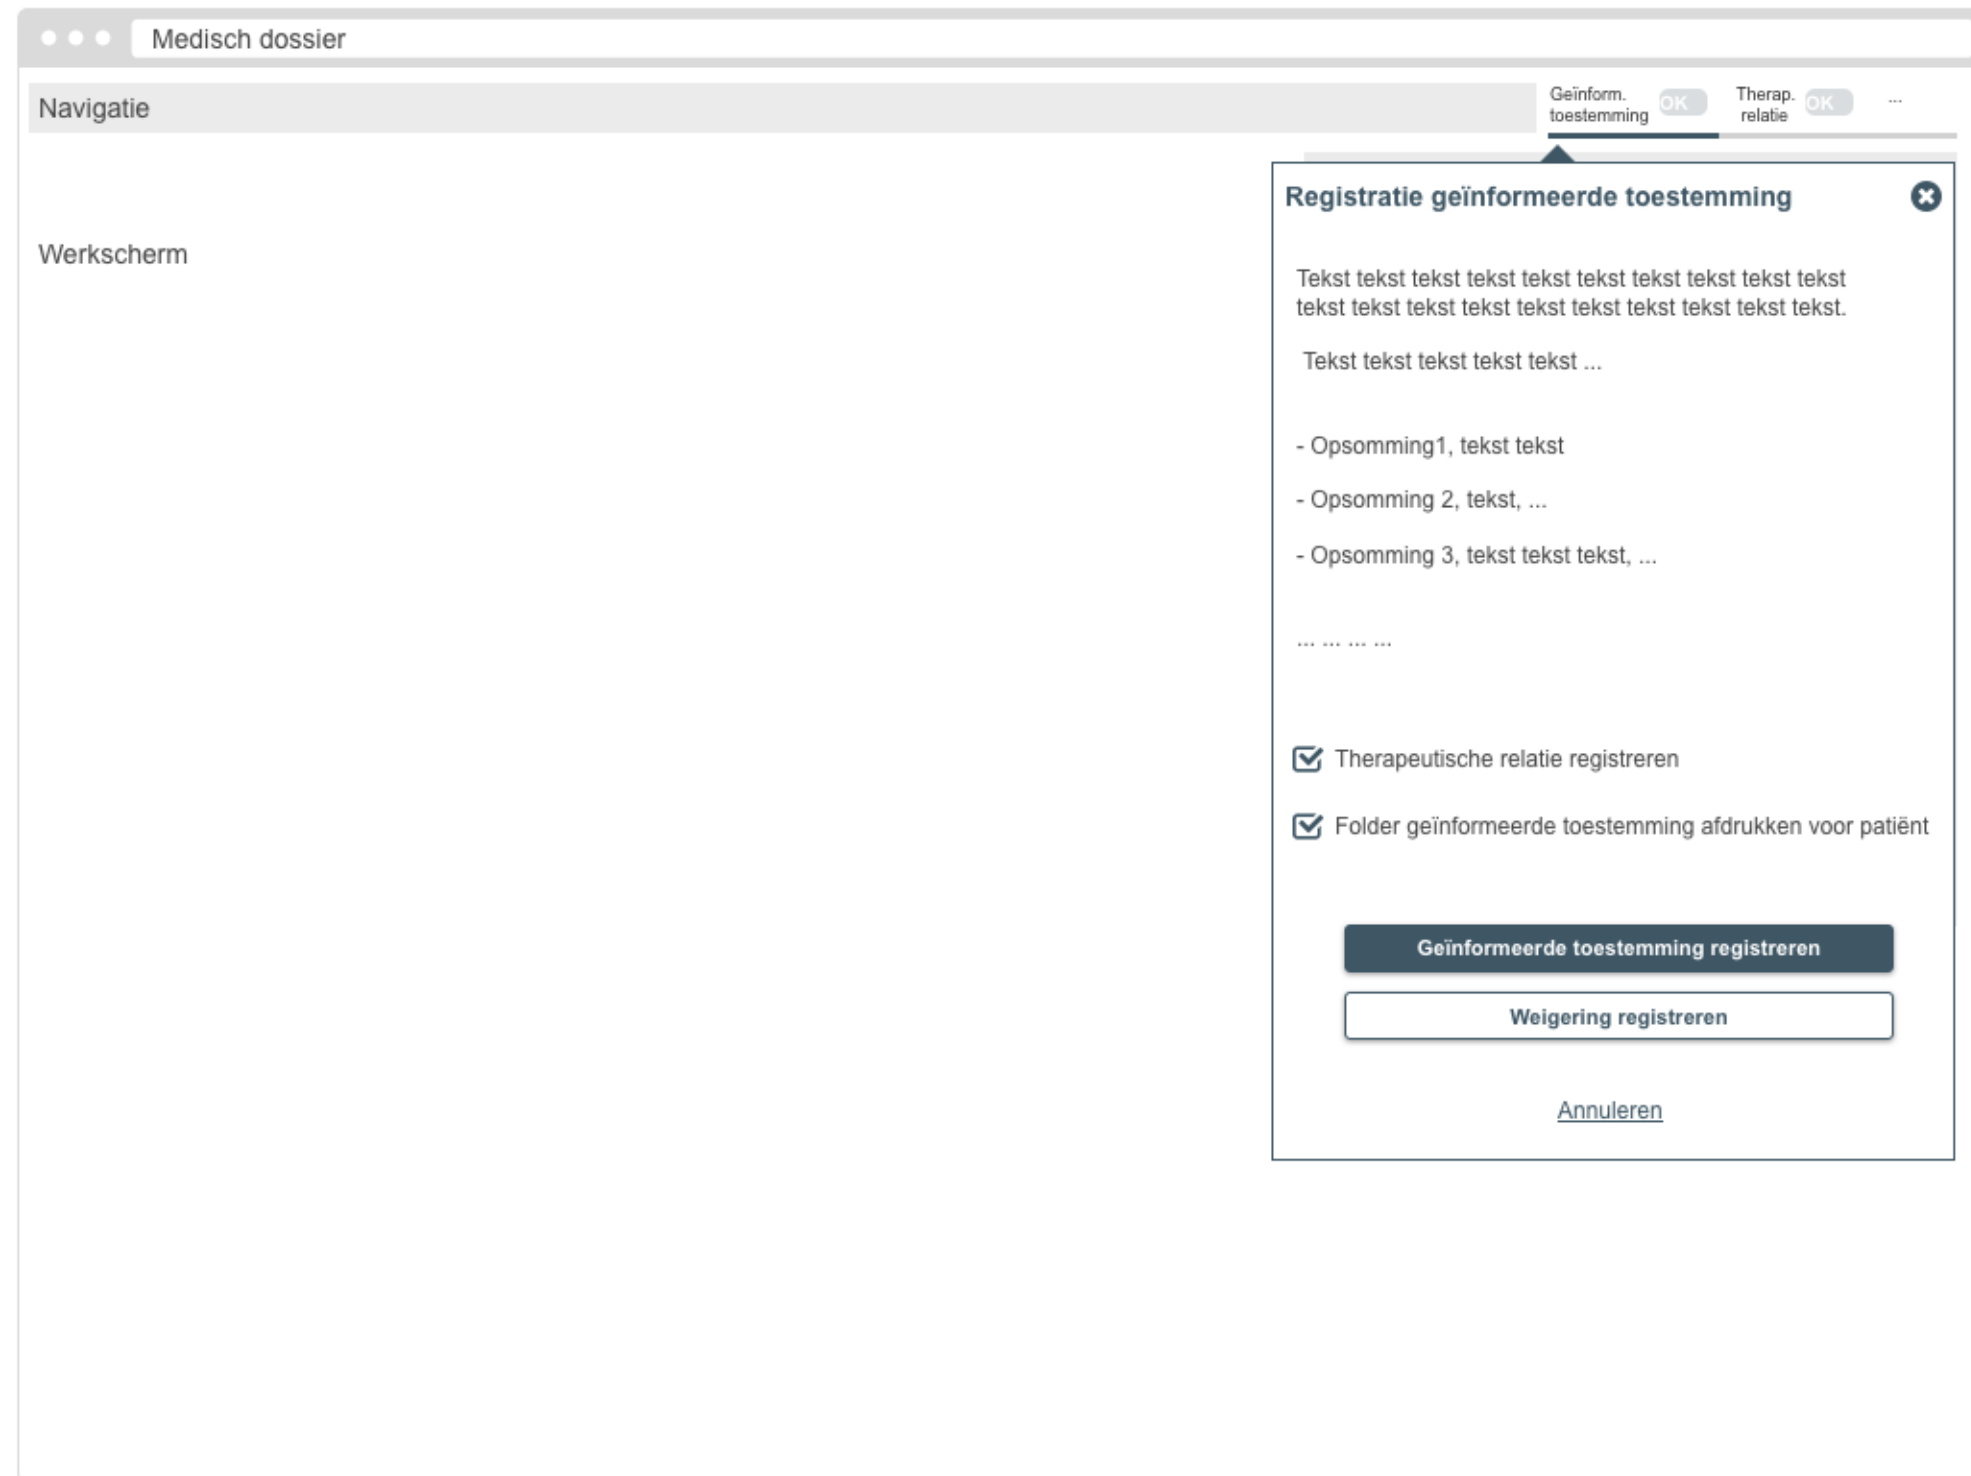 Medisch dossier
Navigatie
Geïnform.
toestemming
OK
Therap.
relatie
OK
...
Registratie geïnformeerde toestemming
Werkscherm
Tekst tekst tekst tekst tekst tekst tekst tekst tekst tekst
tekst tekst tekst tekst tekst tekst tekst tekst tekst tekst.
Tekst tekst tekst tekst tekst ...
- Opsomming1, tekst tekst
- Opsomming 2, tekst, ...
- Opsomming 3, tekst tekst tekst, ...
... ... ... ...
Therapeutische relatie registreren
Folder geïnformeerde toestemming afdrukken voor patiënt
Geïnformeerde toestemming registreren
Weigering registreren
Annuleren